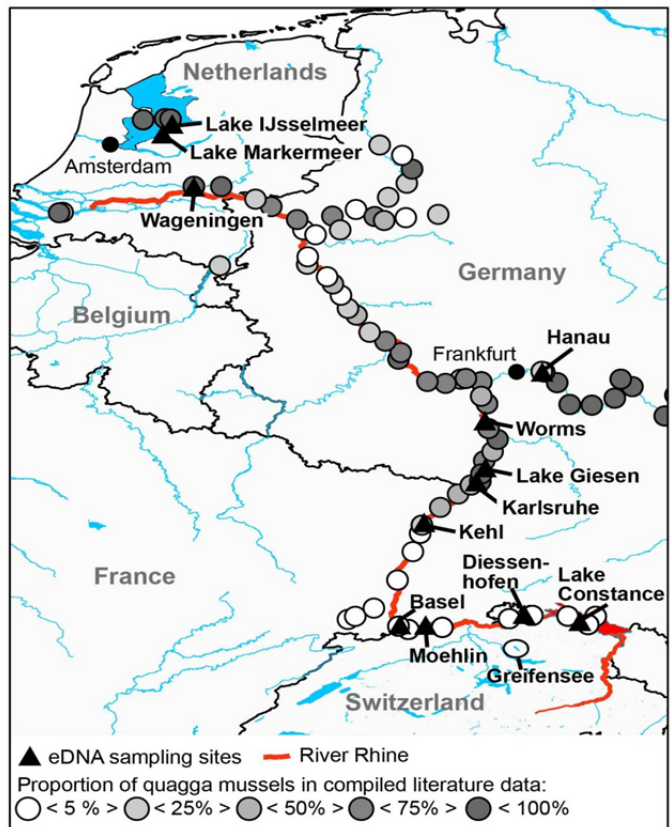 Netherlands
Lake IJsselmeer
Lake Markermeer
Amsterdam
Wageningen
Germany
Belgium
Frankfurt
Hanau
Worms
Lake Giesen
Karlsruhe
Kehl
France
Diessen-
hofen
Lake
Constance
Basel
Moehlin
Greifensee
Switzerland
eDNA sampling sites
River Rhine
Proportion of quagga mussels in compiled literature data:
< 5 % > < 25% > < 50% > < 75% > < 100%